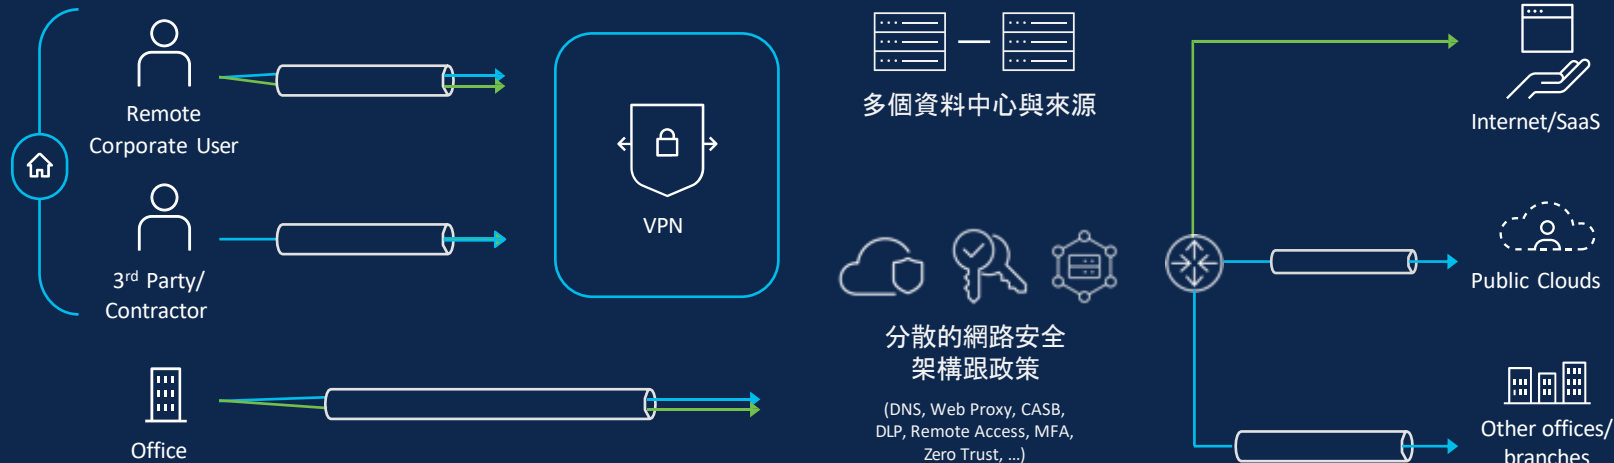 Remote
Corporate User
3rd Party/
Contractor
Office
VPN
多個資料中心與來源
分散的網路安全
架構跟政策
(DNS, Web Proxy, CASB,
DLP, Remote Access, MFA,
Zero Trust, ...)
Internet/SaaS
Public Clouds
Other offices/
branches